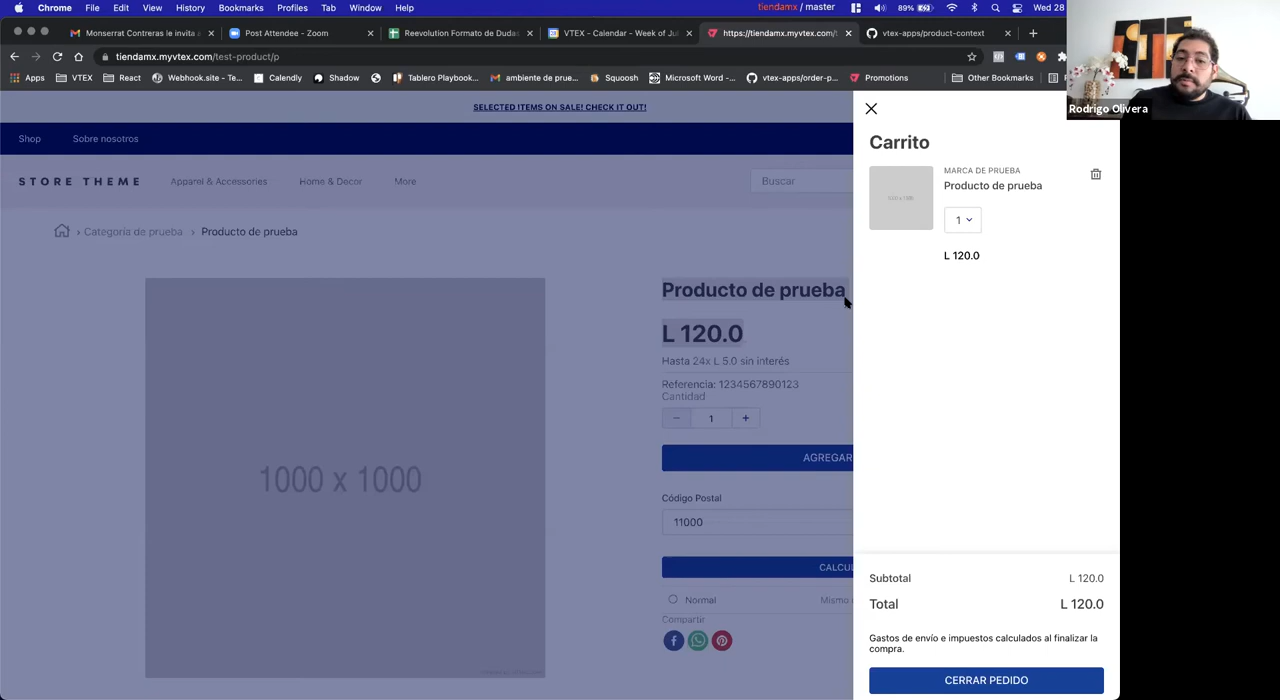 Chrome File Edit View History Bookmarks Profiles Tab Window Help
tiendamx / master
89%
Wed 28
Monserrat Contreras le invita a
Post Attendee - Zoom
Reevolution Formato de Dudas
VTEX - Calendar - Week of Ju
https://tiendamx.myvtex.com/t
vtex-apps/product-context
tiendamx.myvtex.com/test-product/p
Apps
VTEX
React
Webhook.site - Te...
Calendly
Shadow
Tablero Playbook...
ambiente de prue...
Squoosh
Microsoft Word -...
vtex-apps/order-p...
Promotions
Other Bookmarks
Rodrigo Olivera
SELECTED ITEMS ON SALE! CHECK IT OUT!
Shop
Sobre nosotros
STORE THEME
Apparel & Accessories
Home & Decor
More
Buscar
Categoria de prueba
Producto de prueba
1000 x 1000
Producto de prueba
L 120.0
Hasta 24x L 5.0 sin interés
Referencia: 1234567890123
Cantidad
− 1 +
AGREGAR
Código Postal
11000
CALCUL
Normal
Mismo
Compartir
Carrito
MARCA DE PRUEBA
Producto de prueba
1
L 120.0
Subtotal L 120.0
Total L 120.0
Gastos de envío e impuestos calculados al finalizar la
compra.
CERRAR PEDIDO